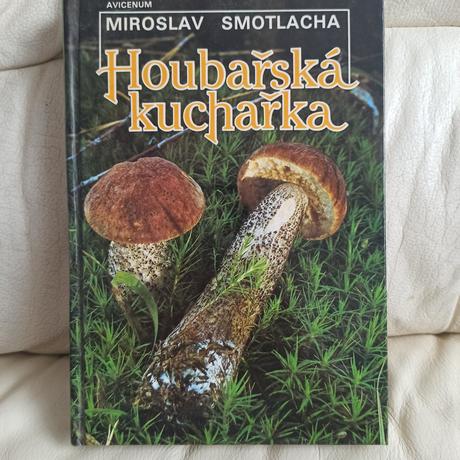 AVICENUM
MIROSLAV SMOTLACHA
Houbařská
kuchařka